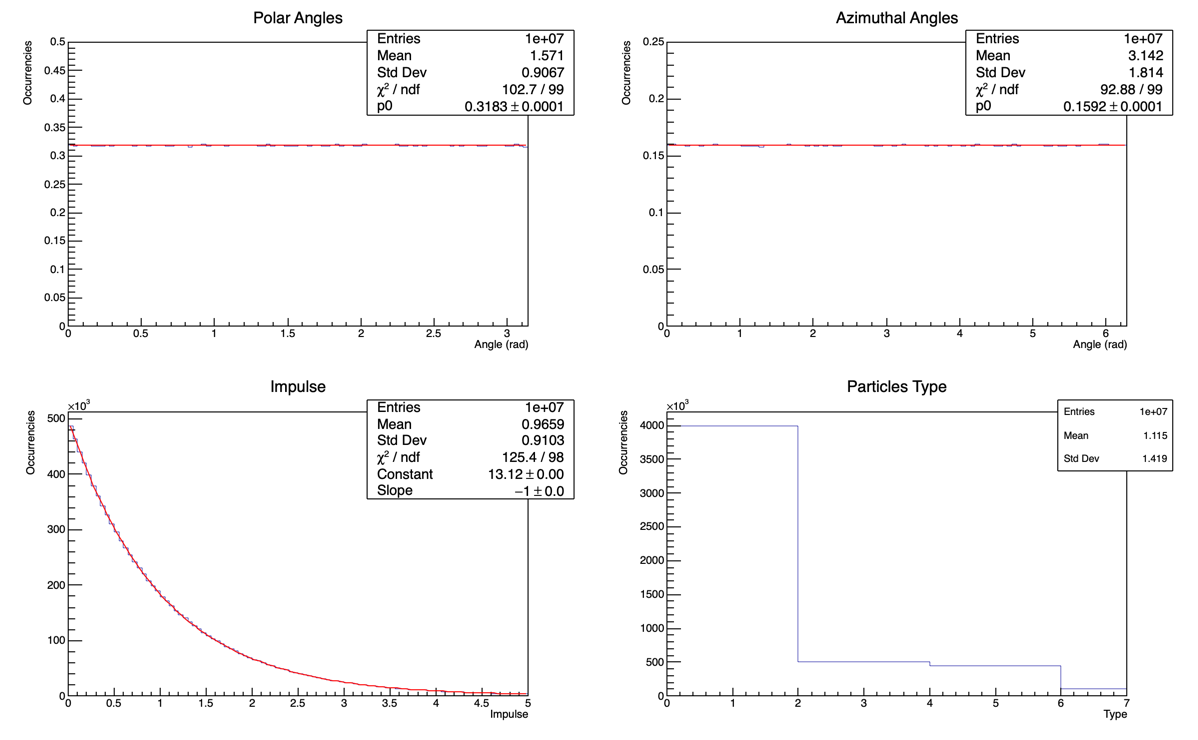 Polar Angles
Occurrencies
0.5
0.45
0.4
0.35
0.3
0.25
0.2
0.15
0.1
0.05
0
Entries 1e+07
Mean 1.571
Std Dev 0.9067
χ² / ndf 102.7 / 99
p0 0.3183 ± 0.0001
0 0.5 1 1.5 2 2.5 3
Angle (rad)
Azimuthal Angles
Occurrencies
0.25
0.2
0.15
0.1
0.05
0
Entries 1e+07
Mean 3.142
Std Dev 1.814
χ² / ndf 92.88 / 99
p0 0.1592 ± 0.0001
0 1 2 3 4 5 6
Angle (rad)
Impulse
×10³
Occurrencies
500
400
300
200
100
0
Entries 1e+07
Mean 0.9659
Std Dev 0.9103
χ² / ndf 125.4 / 98
Constant 13.12 ± 0.00
Slope −1 ± 0.0
0 0.5 1 1.5 2 2.5 3 3.5 4 4.5 5
Impulse
Particles Type
×10³
Occurrencies
4000
3500
3000
2500
2000
1500
1000
500
0
Entries 1e+07
Mean 1.115
Std Dev 1.419
0 1 2 3 4 5 6 7
Type